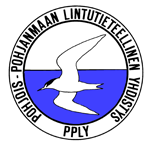 POHJOIS-POHJANMAAN LINTUTIETEELLINEN YHDISTYS
PPLY